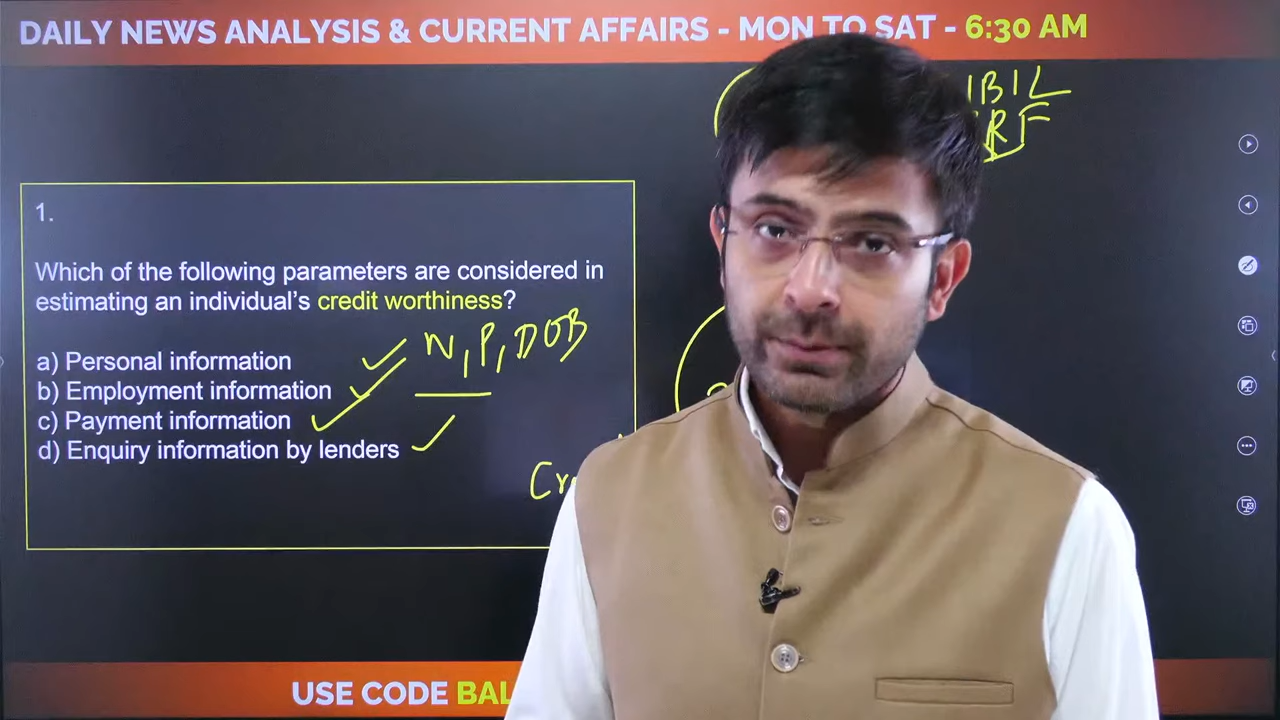 DAILY NEWS ANALYSIS & CURRENT AFFAIRS - MON TO SAT - 6:30 AM
IBIL
RF
1.
Which of the following parameters are considered in
estimating an individual's credit worthiness?
N, P, DOB
a) Personal information
b) Employment information
c) Payment information
d) Enquiry information by lenders
USE CODE BAL